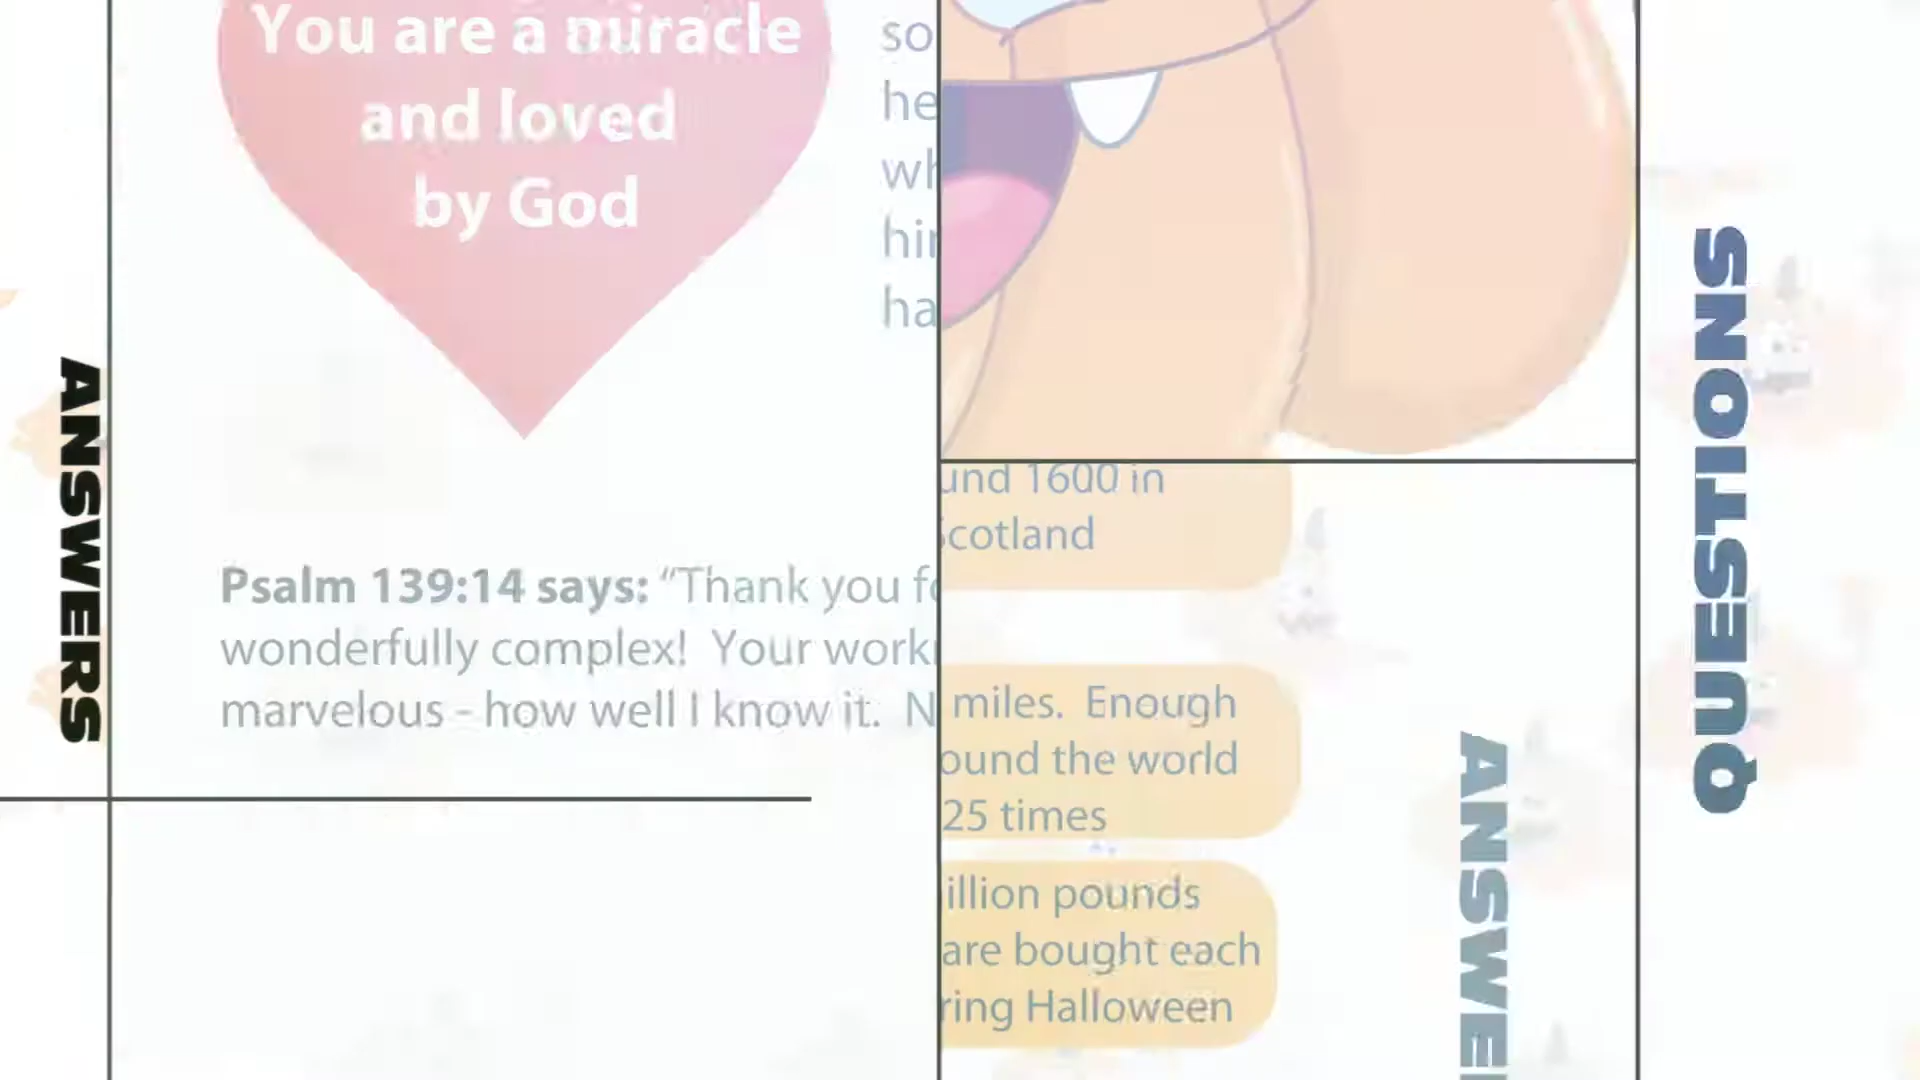 You are a miracle
and loved
by God
so
he
wh
hi
ha
Psalm 139:14 says: “Thank you fo
wonderfully complex! Your work
marvelous - how well I know it. N
und 1600 in
Scotland
miles. Enough
ound the world
25 times
illion pounds
are bought each
ring Halloween
ANSWERS
ANSWE
QUESTIONS